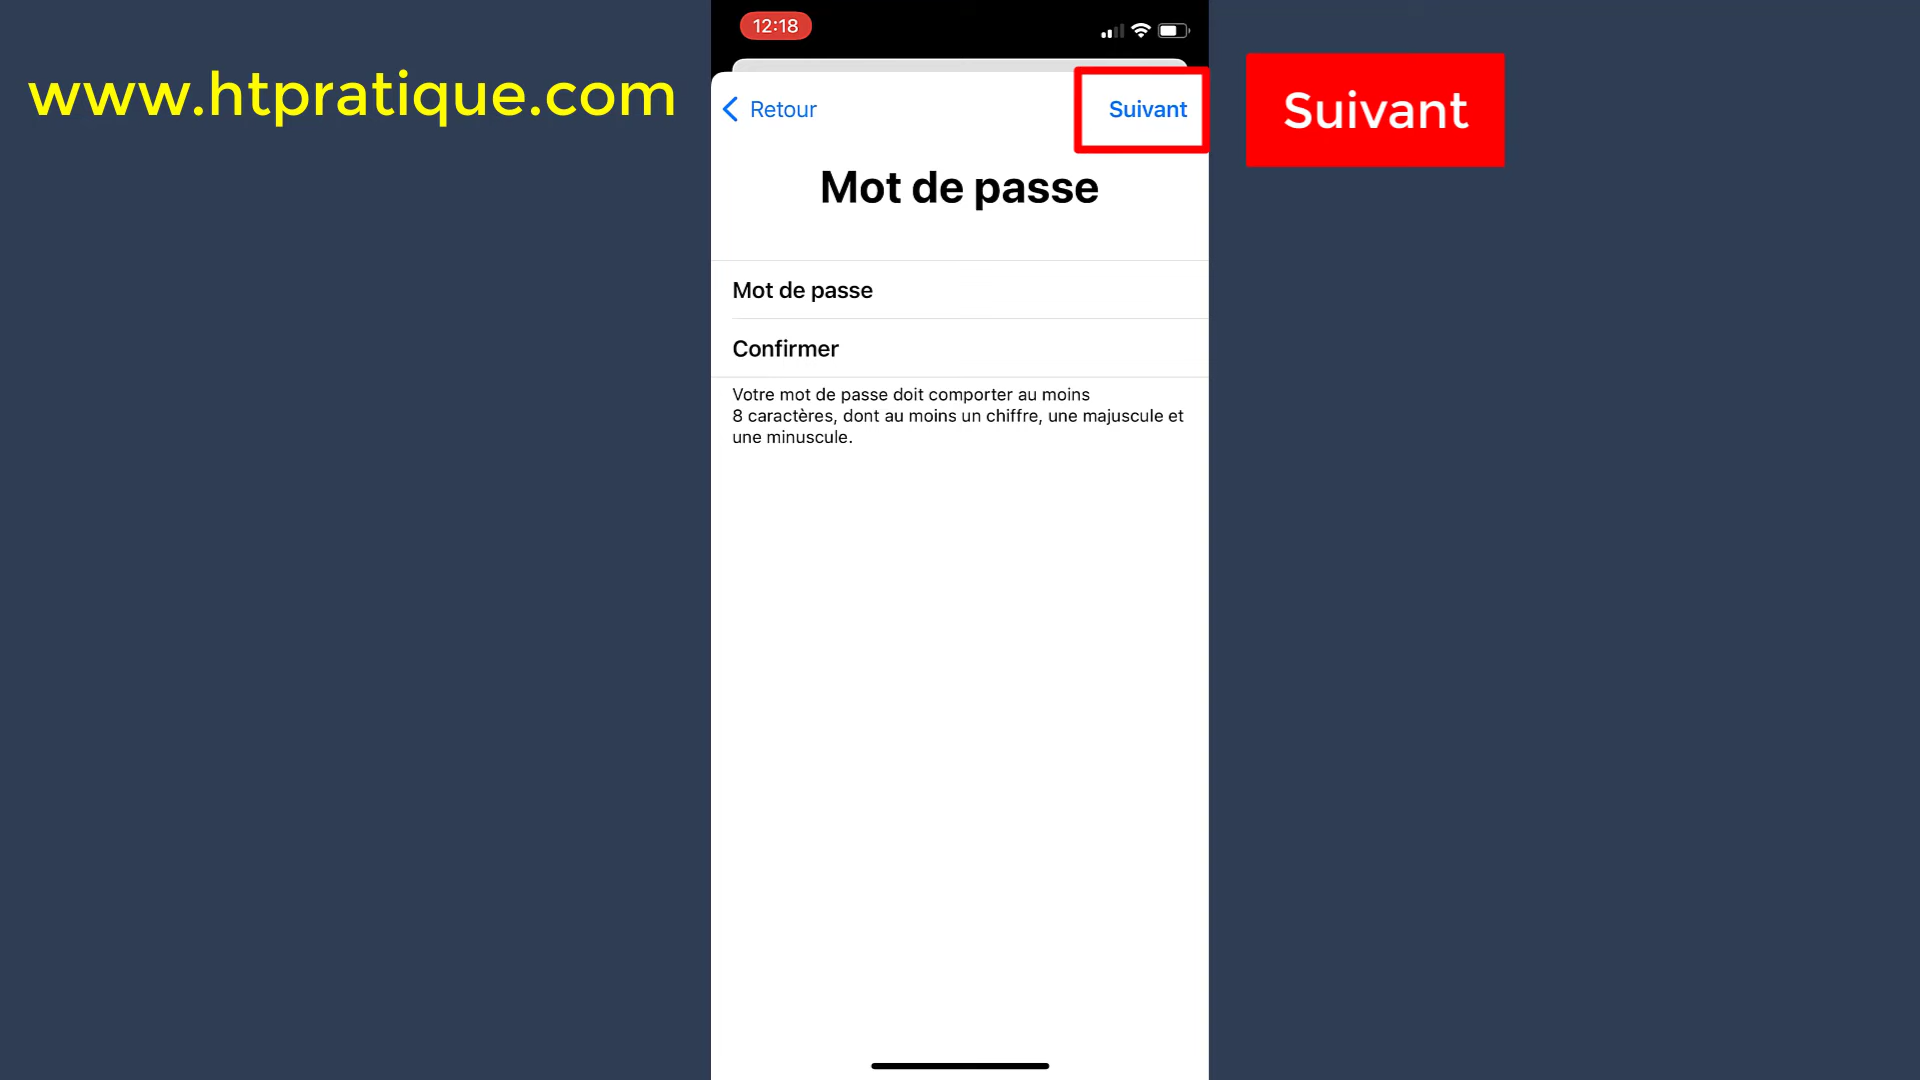 12:18
www.htpratique.com
Retour
Suivant
Suivant
Mot de passe
Mot de passe
Confirmer
Votre mot de passe doit comporter au moins
8 caractères, dont au moins un chiffre, une majuscule et
une minuscule.